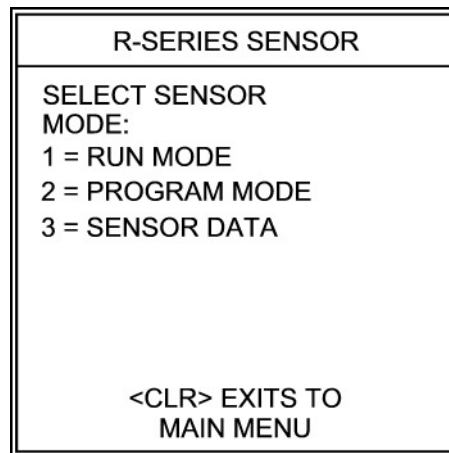 R-SERIES SENSOR
SELECT SENSOR
MODE:
1 = RUN MODE
2 = PROGRAM MODE
3 = SENSOR DATA
<CLR> EXITS TO
MAIN MENU